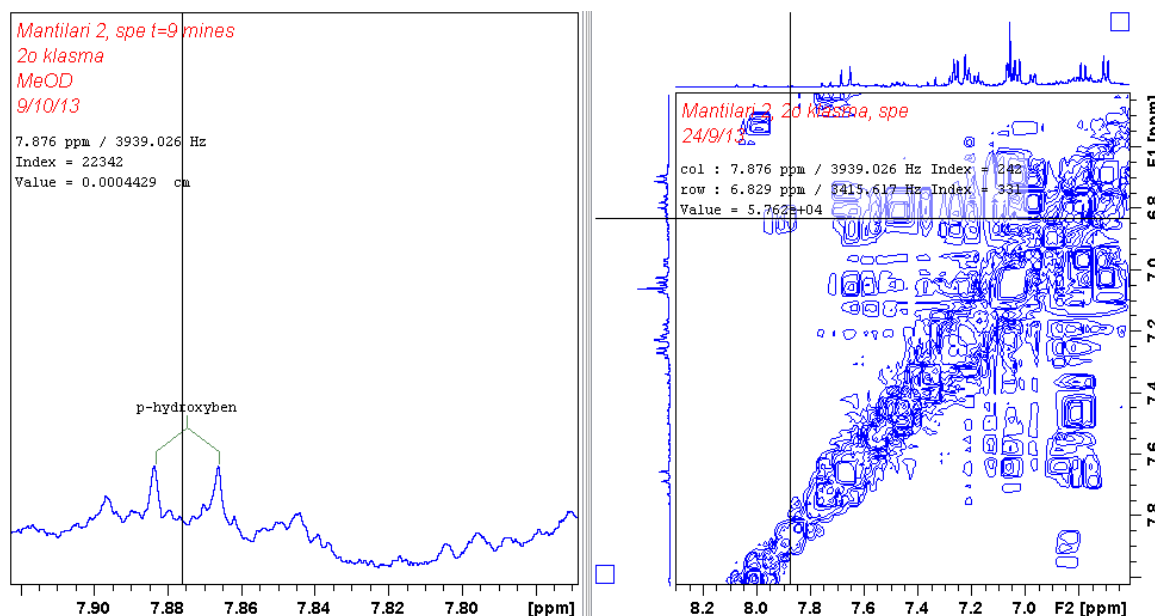 Mantilari 2, spe t=9 mines
2o klasma
MeOD
9/10/13
7.876 ppm / 3939.026 Hz
Index = 22342
Value = 0.0004429 cm
p-hydroxyben
7.90 7.88 7.86 7.84 7.82 7.80 [ppm]
Mantilari 2, 2o klasma, spe
24/9/13
col : 7.876 ppm / 3939.026 Hz Index = 242
row : 6.829 ppm / 3415.617 Hz Index = 331
Value = 5.762e+04
F1 [ppm]
6.8
7.0
7.2
7.4
7.6
7.8
8.2 8.0 7.8 7.6 7.4 7.2 7.0 F2 [ppm]